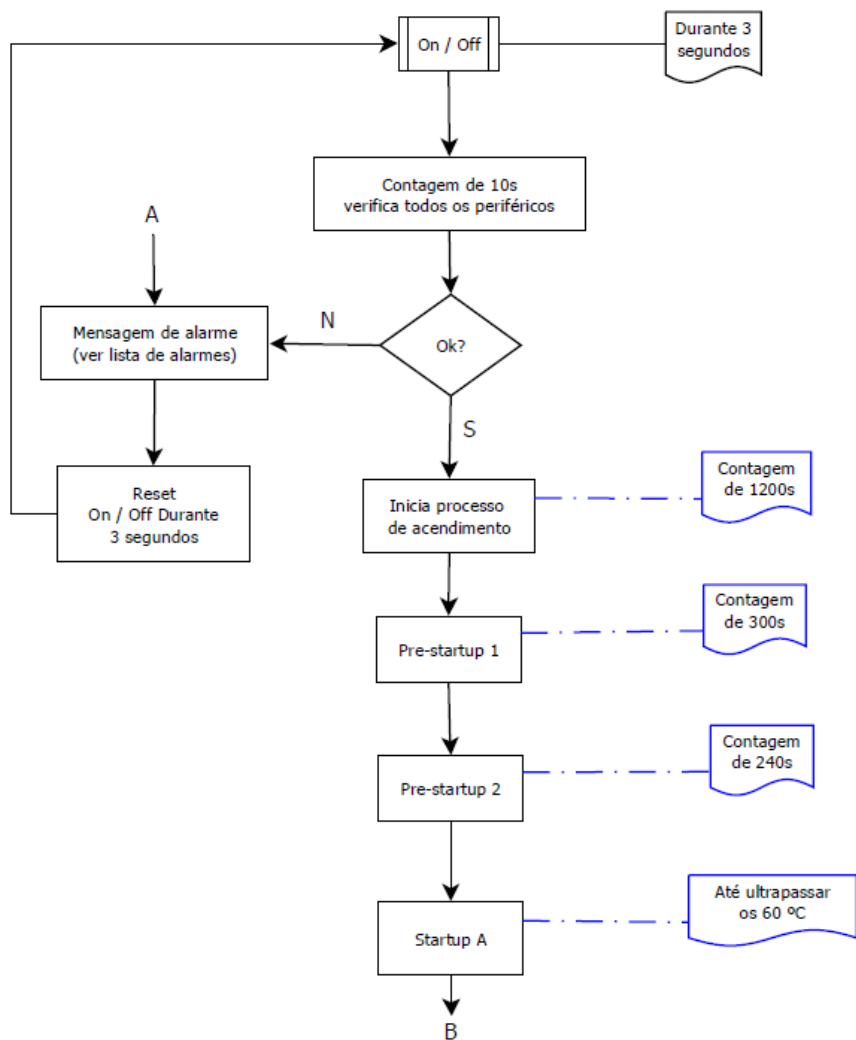 On / Off
Durante 3
segundos
Contagem de 10s
verifica todos os periféricos
A
Mensagem de alarme
(ver lista de alarmes)
N
Ok?
S
Reset
On / Off Durante
3 segundos
Inicia processo
de acendimento
Contagem
de 1200s
Pre-startup 1
Contagem
de 300s
Pre-startup 2
Contagem
de 240s
Startup A
Até ultrapassar
os 60 ºC
B